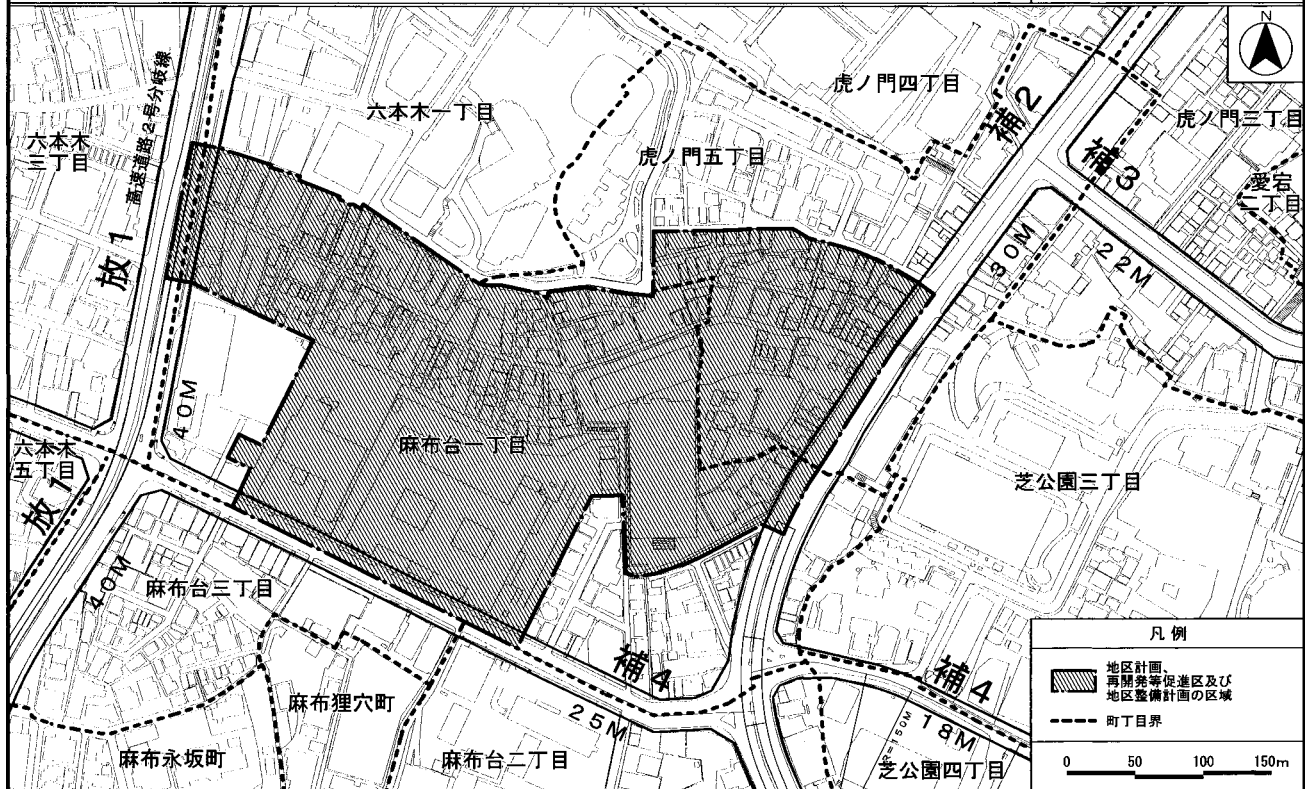 N
六本木一丁目
虎ノ門四丁目
補2
虎ノ門三丁目
六本木
三丁目
高速道路2号分岐線
虎ノ門五丁目
補3
愛宕
二丁目
放1
30M
22M
40M
麻布台一丁目
六本木
五丁目
放1
芝公園三丁目
40M
麻布台三丁目
補4
補4
麻布狸穴町
25M
18M
R=150M
麻布永坂町
麻布台二丁目
芝公園四丁目
凡例
地区計画、
再開発等促進区及び
地区整備計画の区域
町丁目界
0 50 100 150m